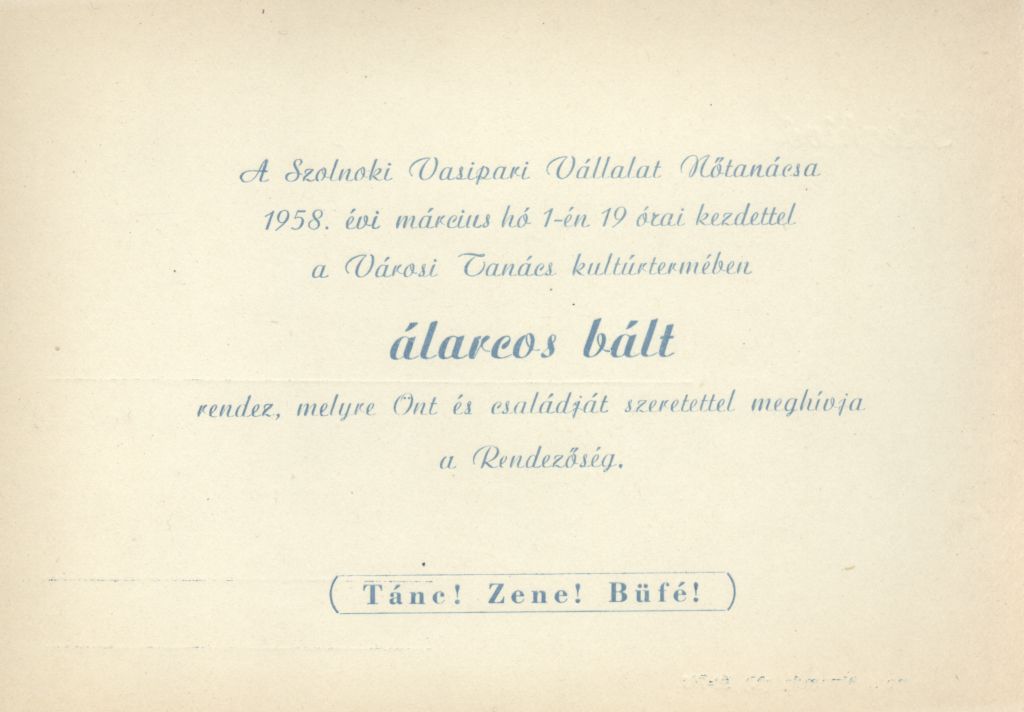 A Szolnoki Vasipari Vállalat Nőtanácsa
1958. évi március hó 1-én 19 órai kezdettel
a Városi Tanács kultúrtermében
álarcos bált
rendez, melyre Önt és családját szeretettel meghívja
a Rendezőség.
Tánc! Zene! Büfé!